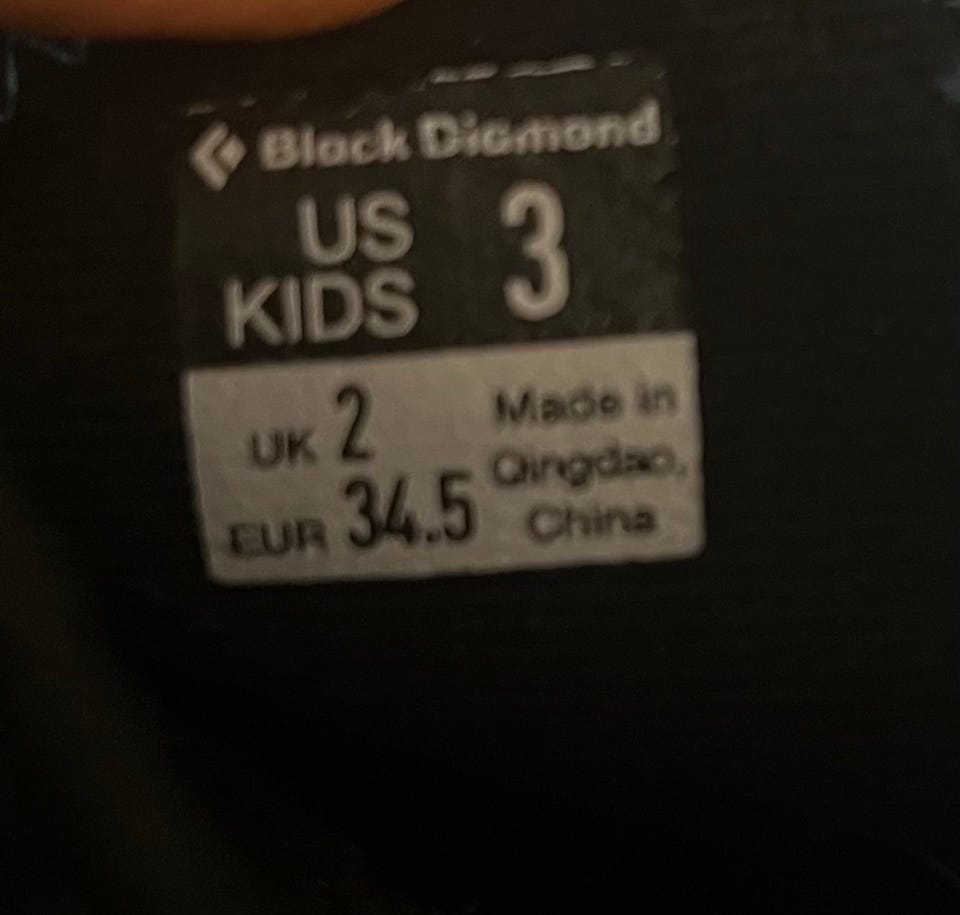 Black Diamond
US KIDS 3
UK 2
EUR 34.5
Made in
Qingdao,
China